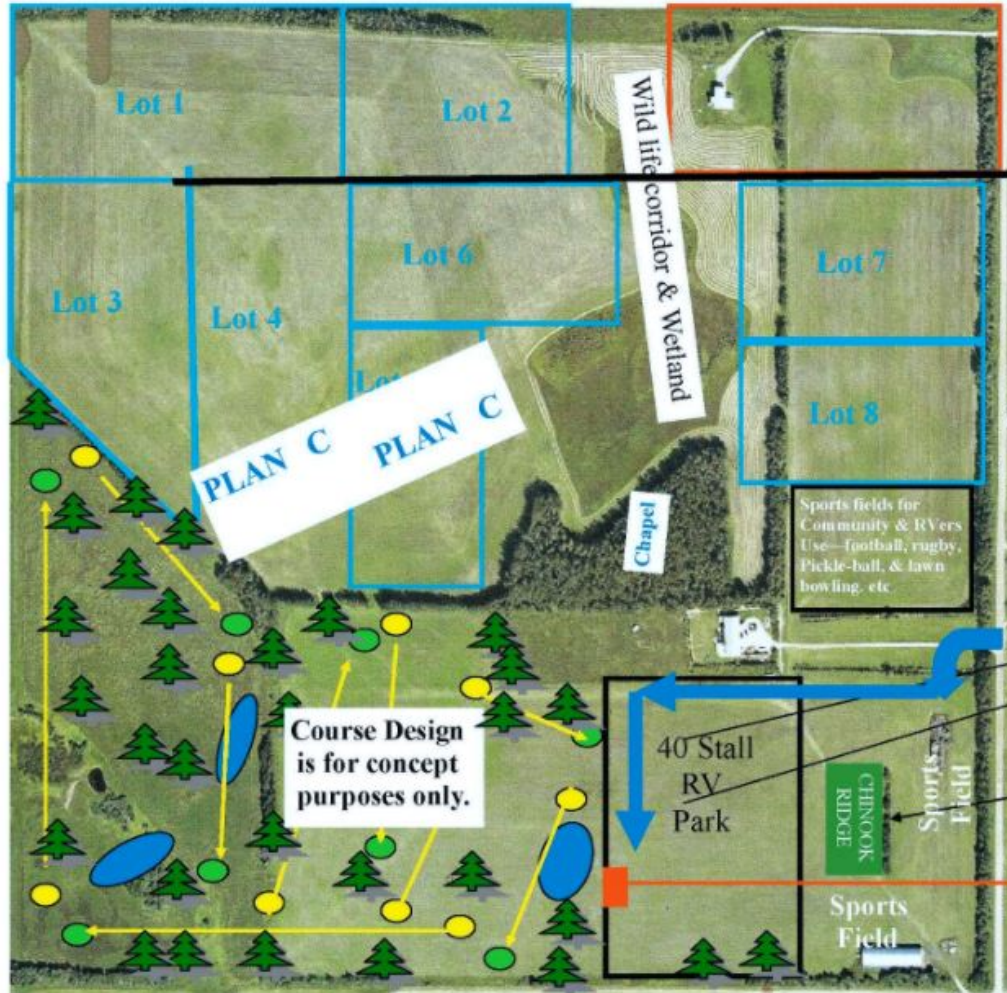 Lot 1
Lot 2
Wild life corridor & Wetland
Lot 3
Lot 4
Lot 6
Lot 7
Lot 8
PLAN C
PLAN C
Chapel
Sports fields for
Community & RVers
Use—football, rugby,
Pickle-ball, & lawn
bowling. etc
Course Design
is for concept
purposes only.
40 Stall
RV
Park
CHINOOK
RIDGE
Sports
Field
Sports
Field